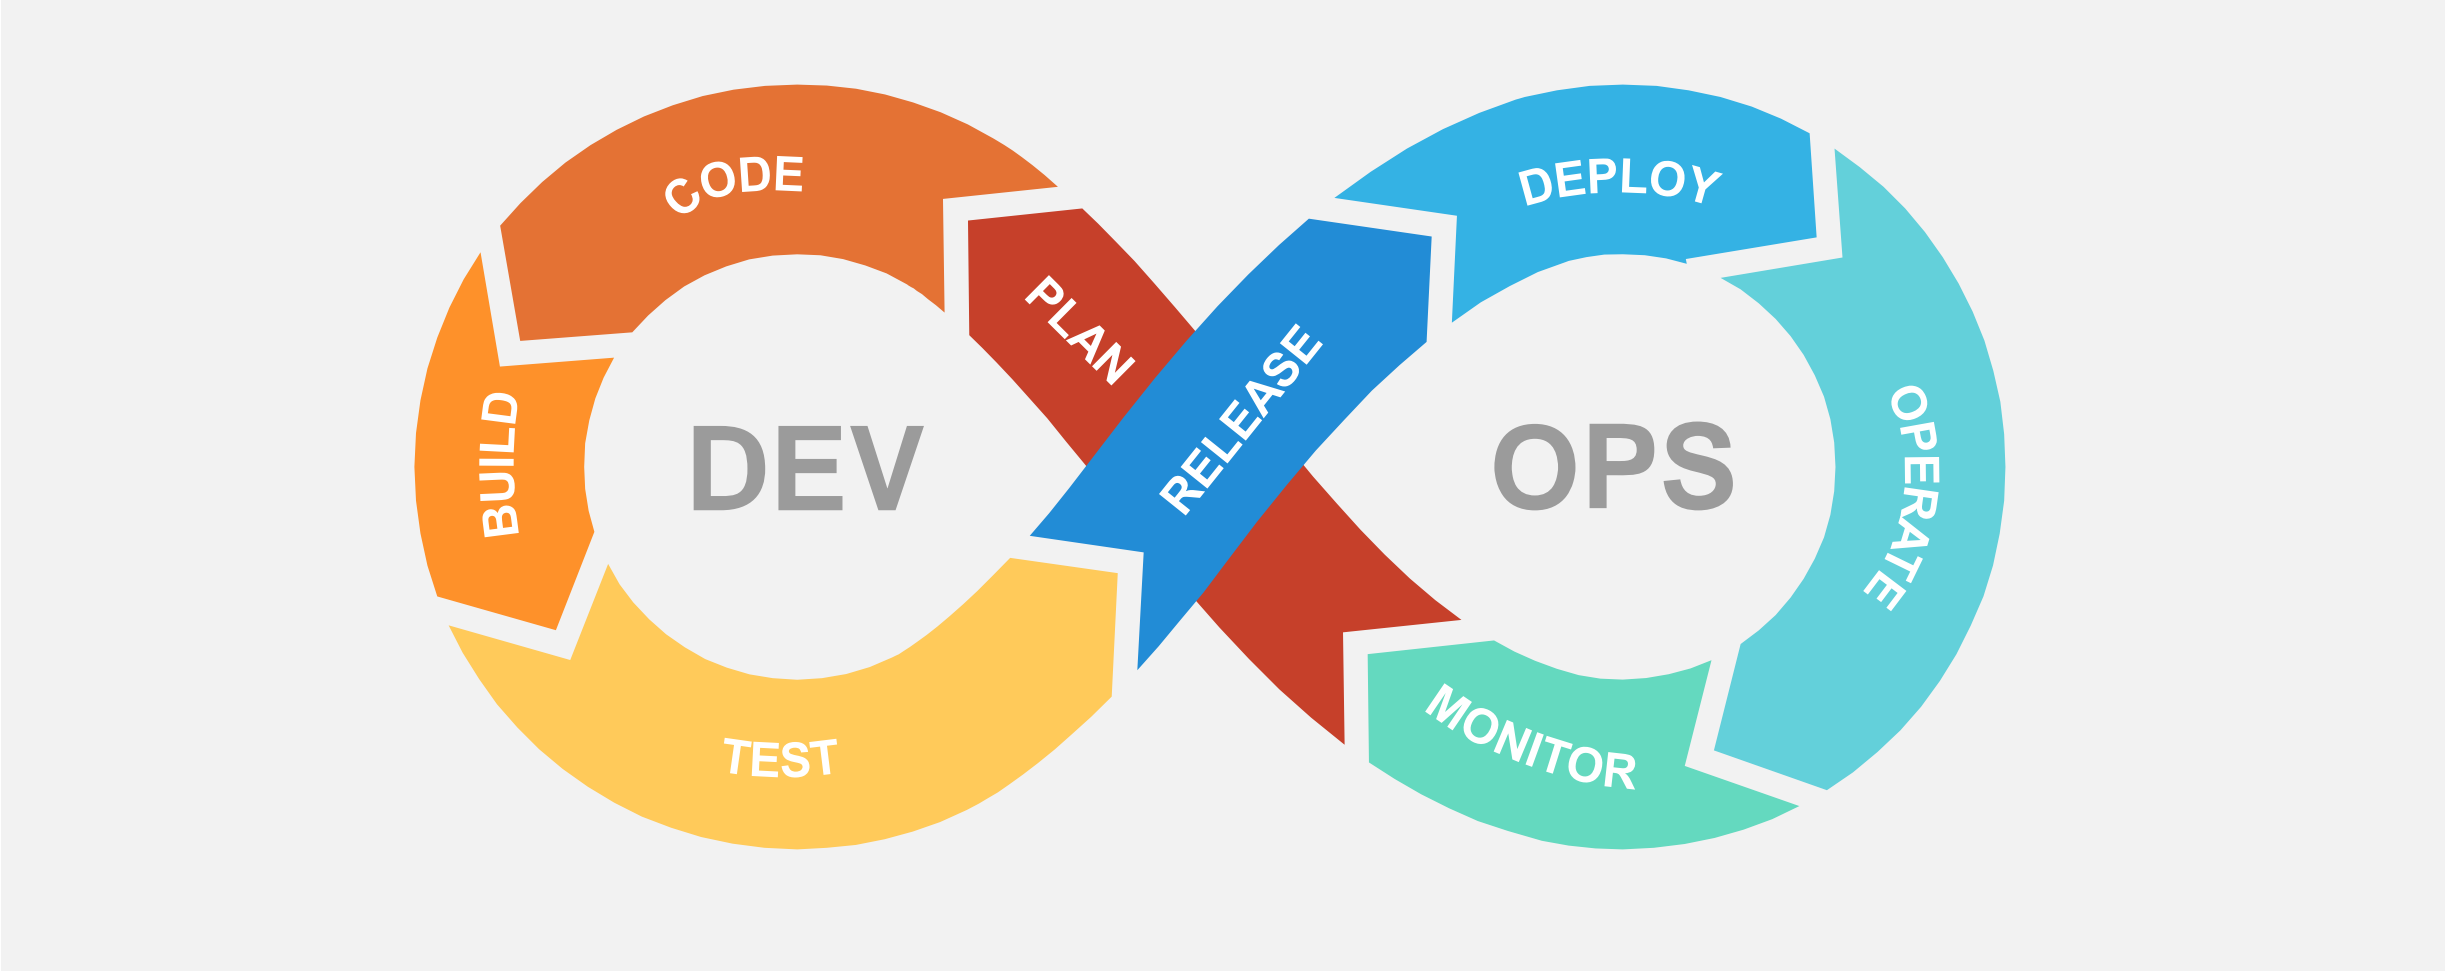 CODE
DEPLOY
PLAN
RELEASE
BUILD
DEV
OPS
OPERATE
TEST
MONITOR